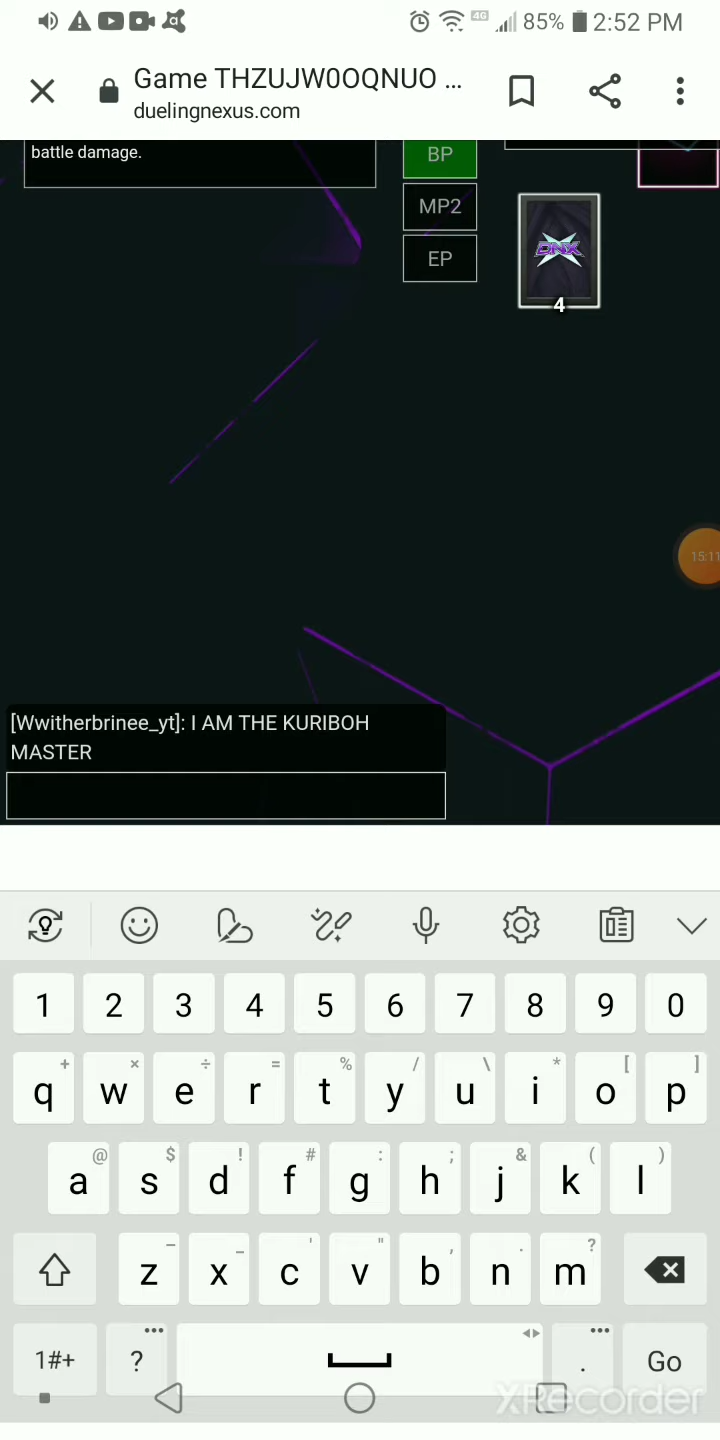 4G 85% 2:52 PM
Game THZUJW0OQNUO ...
duelingnexus.com
battle damage.
BP
MP2
EP
DNX
4
15:11
[Wwitherbrinee_yt]: I AM THE KURIBOH
MASTER
1 2 3 4 5 6 7 8 9 0
+ × ÷ = % / \ * [ ]
q w e r t y u i o p
@ $ ! # : ; & ( )
a s d f g h j k l
– _ ' " , . ?
z x c v b n m
1#+ ? . Go
XRecorder